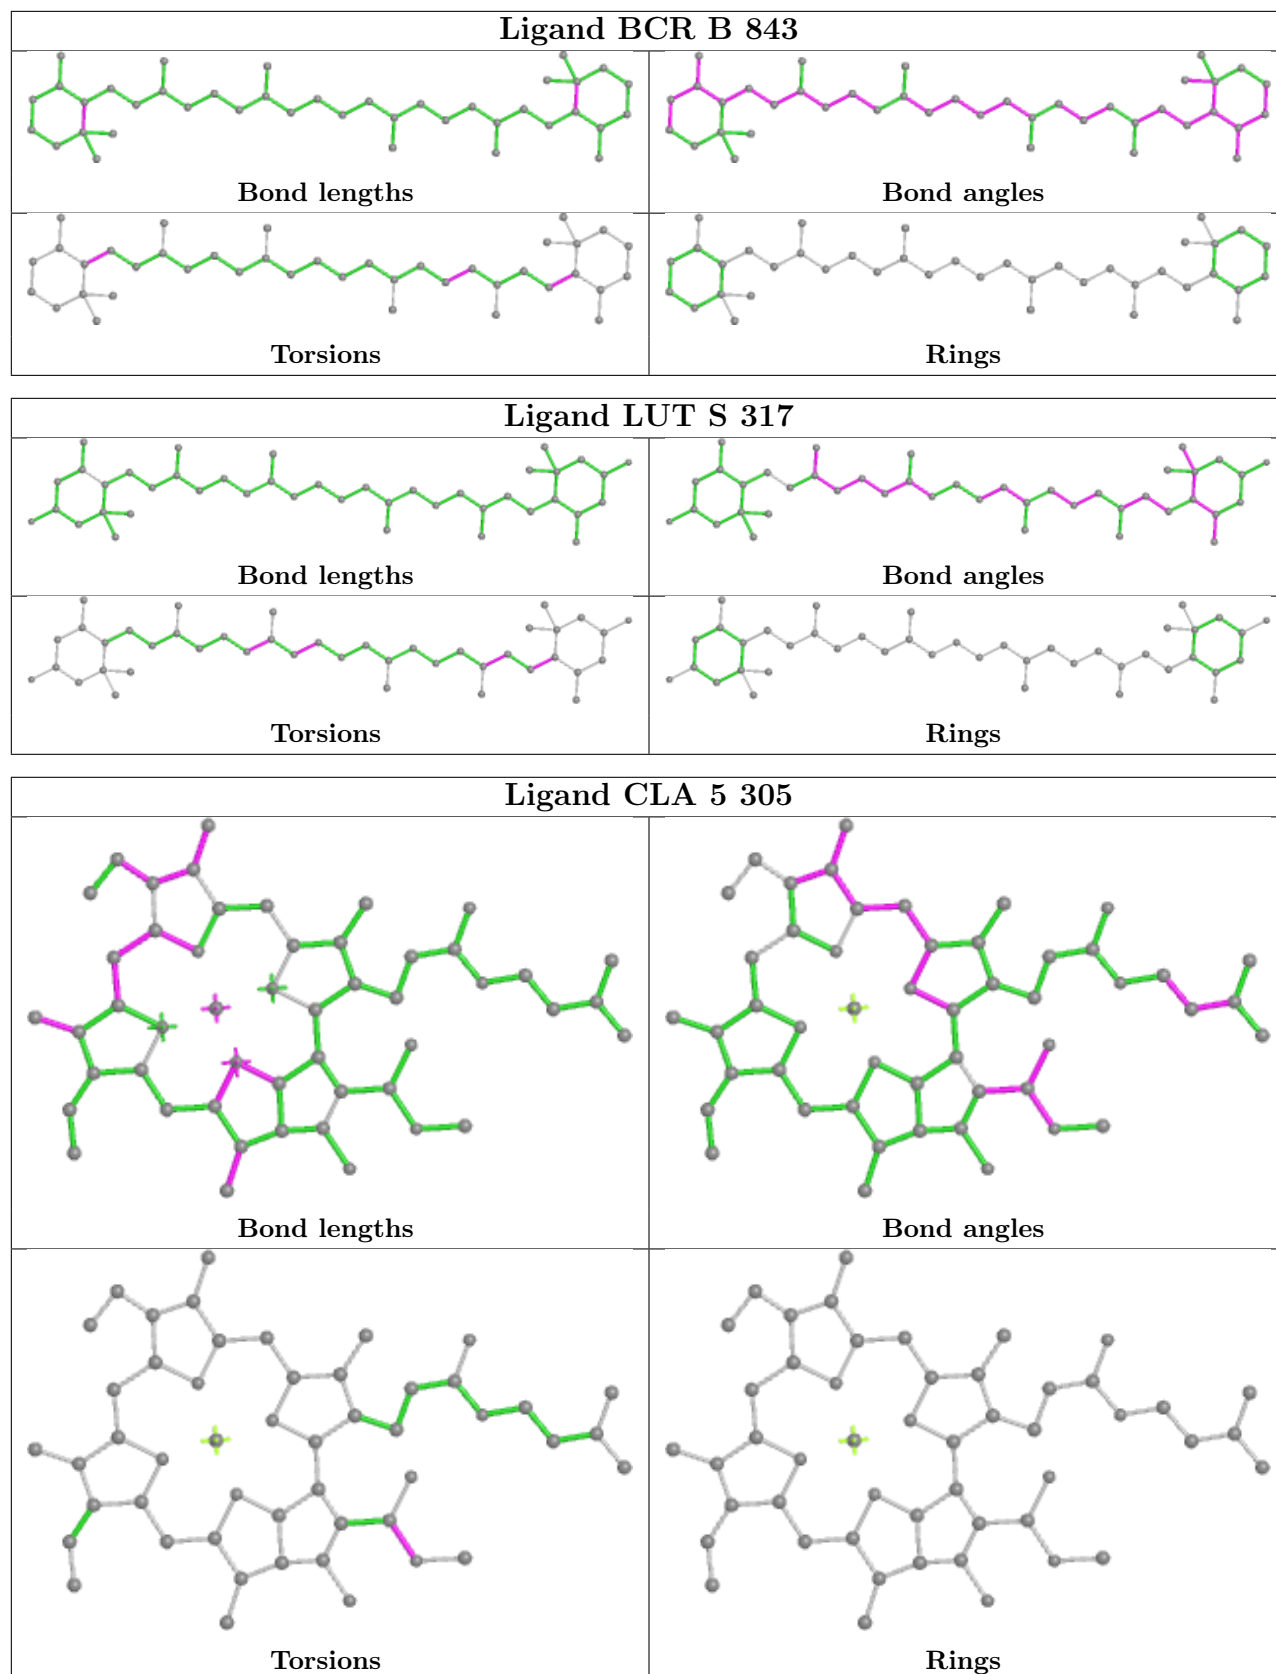 Ligand BCR B 843
Bond lengths
Bond angles
Torsions
Rings
Ligand LUT S 317
Bond lengths
Bond angles
Torsions
Rings
Ligand CLA 5 305
Bond lengths
Bond angles
Torsions
Rings